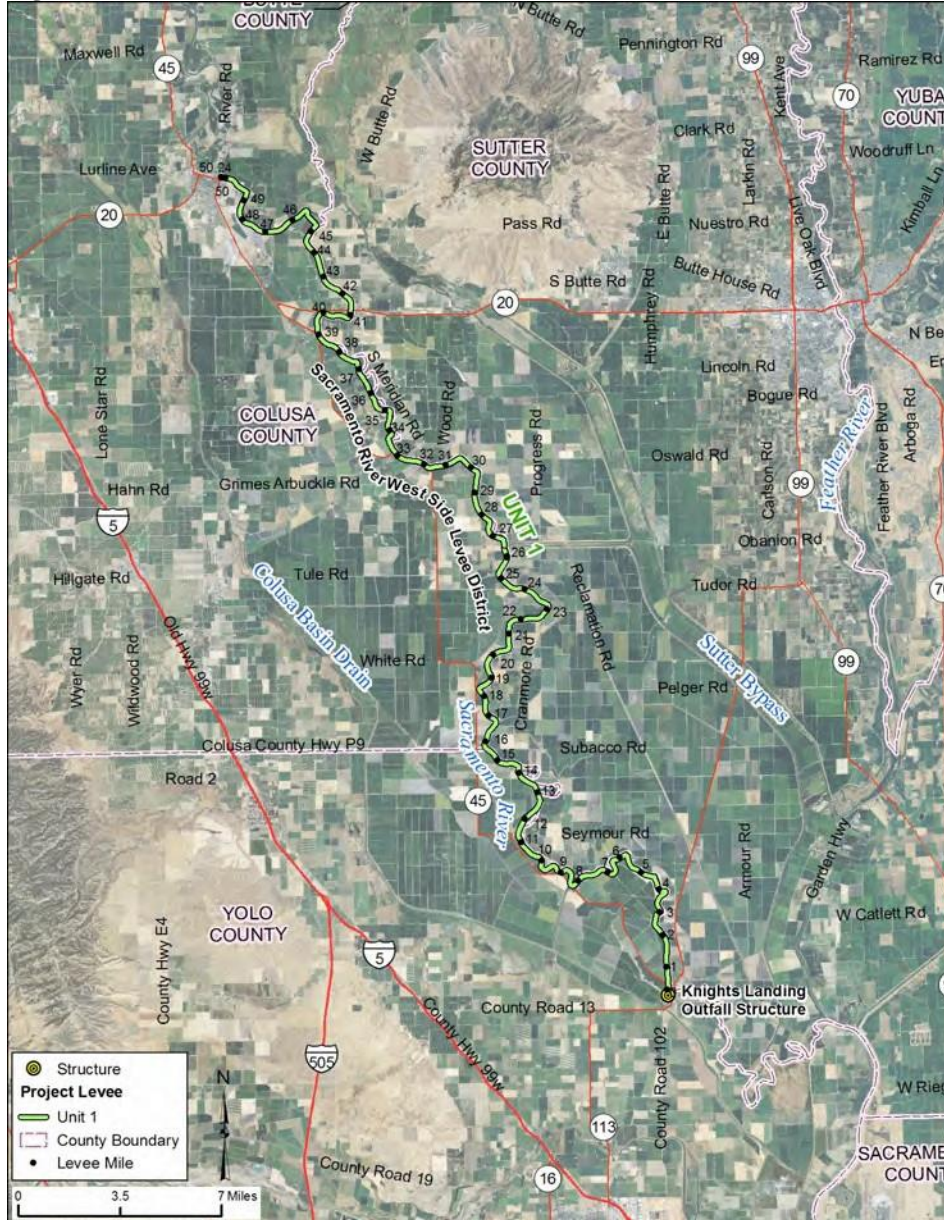 BUTTE
COUNTY
N Butte Rd
Pennington Rd
Maxwell Rd
45
River Rd
99
Kent Ave
Ramirez Rd
70
YUBA
COUNT
W Butte Rd
SUTTER
COUNTY
Clark Rd
Larkin Rd
Woodruff Ln
Lurline Ave
50.24
50
49
48
47
46
45
44
43
42
41
40
39
38
37
36
35
34
33
32
31
30
29
28
27
26
25
24
23
22
21
20
19
18
17
16
15
14
13
12
11
10
9
8
7
6
5
4
3
2
1
20
Pass Rd
E Butte Rd
Nuestro Rd
Live Oak Blvd
Kimball Ln
S Butte Rd
Butte House Rd
20
Humphrey Rd
N Be
Lincoln Rd
Bogue Rd
Lone Star Rd
COLUSA
COUNTY
S Meridian Rd
Wood Rd
Progress Rd
Sacramento River West Side Levee District
UNIT 1
Oswald Rd
Carlson Rd
Feather River
Feather River Blvd
Arboga Rd
Hahn Rd
Grimes Arbuckle Rd
99
5
Obanion Rd
Hillgate Rd
Tule Rd
Colusa Basin Drain
Reclamation Rd
Tudor Rd
70
Wyer Rd
Wildwood Rd
Old Hwy 99w
White Rd
Cranmore Rd
Sutter Bypass
99
Pelger Rd
Colusa County Hwy P9
Sacramento River
Subacco Rd
Road 2
45
Seymour Rd
Armour Rd
Garden Hwy
YOLO
COUNTY
County Hwy E4
W Catlett Rd
5
Knights Landing
Outfall Structure
County Road 13
County Hwy 99w
County Road 102
505
W Rieg
113
SACRAME
COUNT
County Road 19
16
Structure
Project Levee
Unit 1
County Boundary
Levee Mile
N
0 3.5 7 Miles